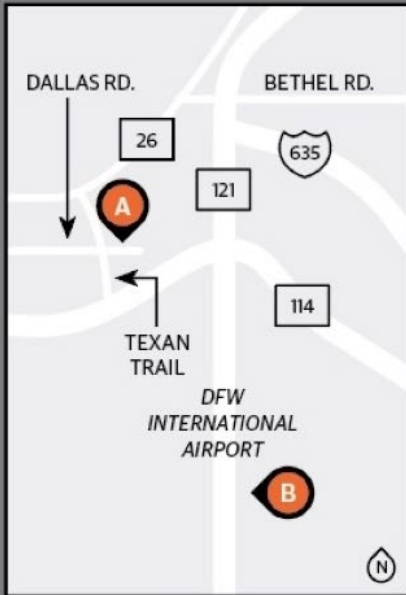 DALLAS RD.
BETHEL RD.
26
635
121
A
114
TEXAN
TRAIL
DFW
INTERNATIONAL
AIRPORT
B
N